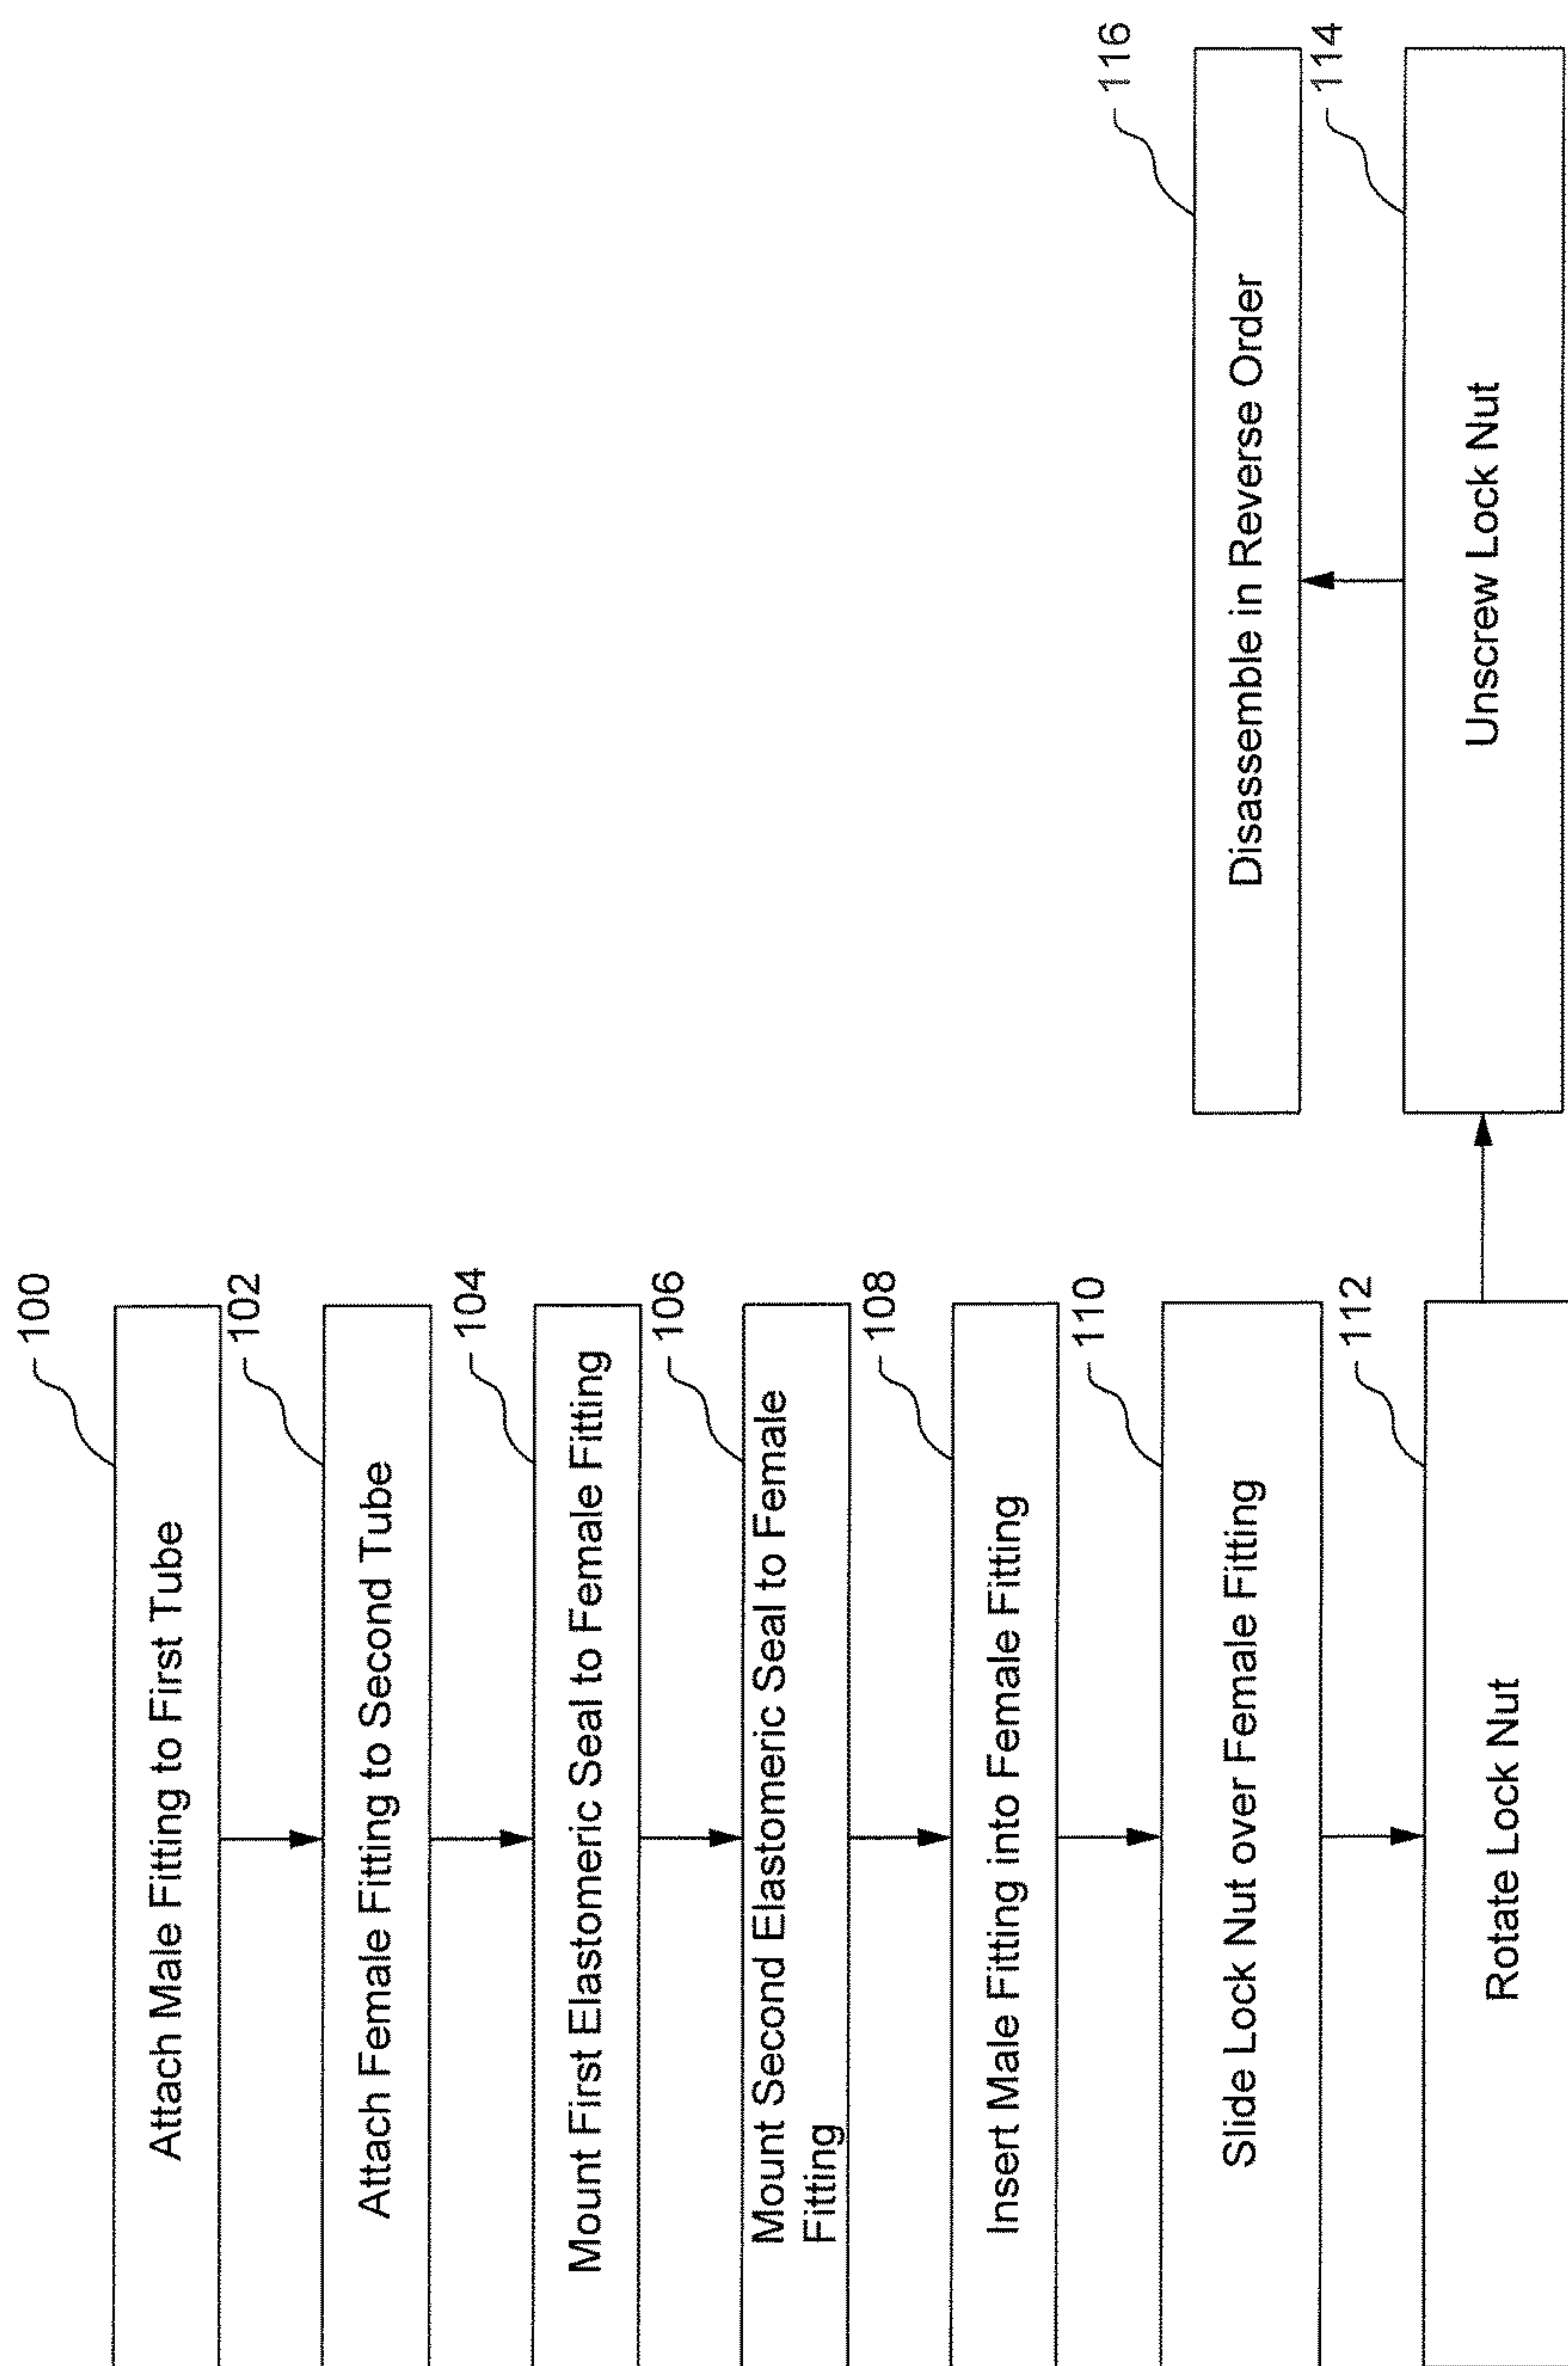 100
Attach Male Fitting to First Tube
102
Attach Female Fitting to Second Tube
104
Mount First Elastomeric Seal to Female Fitting
106
Mount Second Elastomeric Seal to Female
Fitting
108
Insert Male Fitting into Female Fitting
110
Slide Lock Nut over Female Fitting
112
Rotate Lock Nut
114
Unscrew Lock Nut
116
Disassemble in Reverse Order